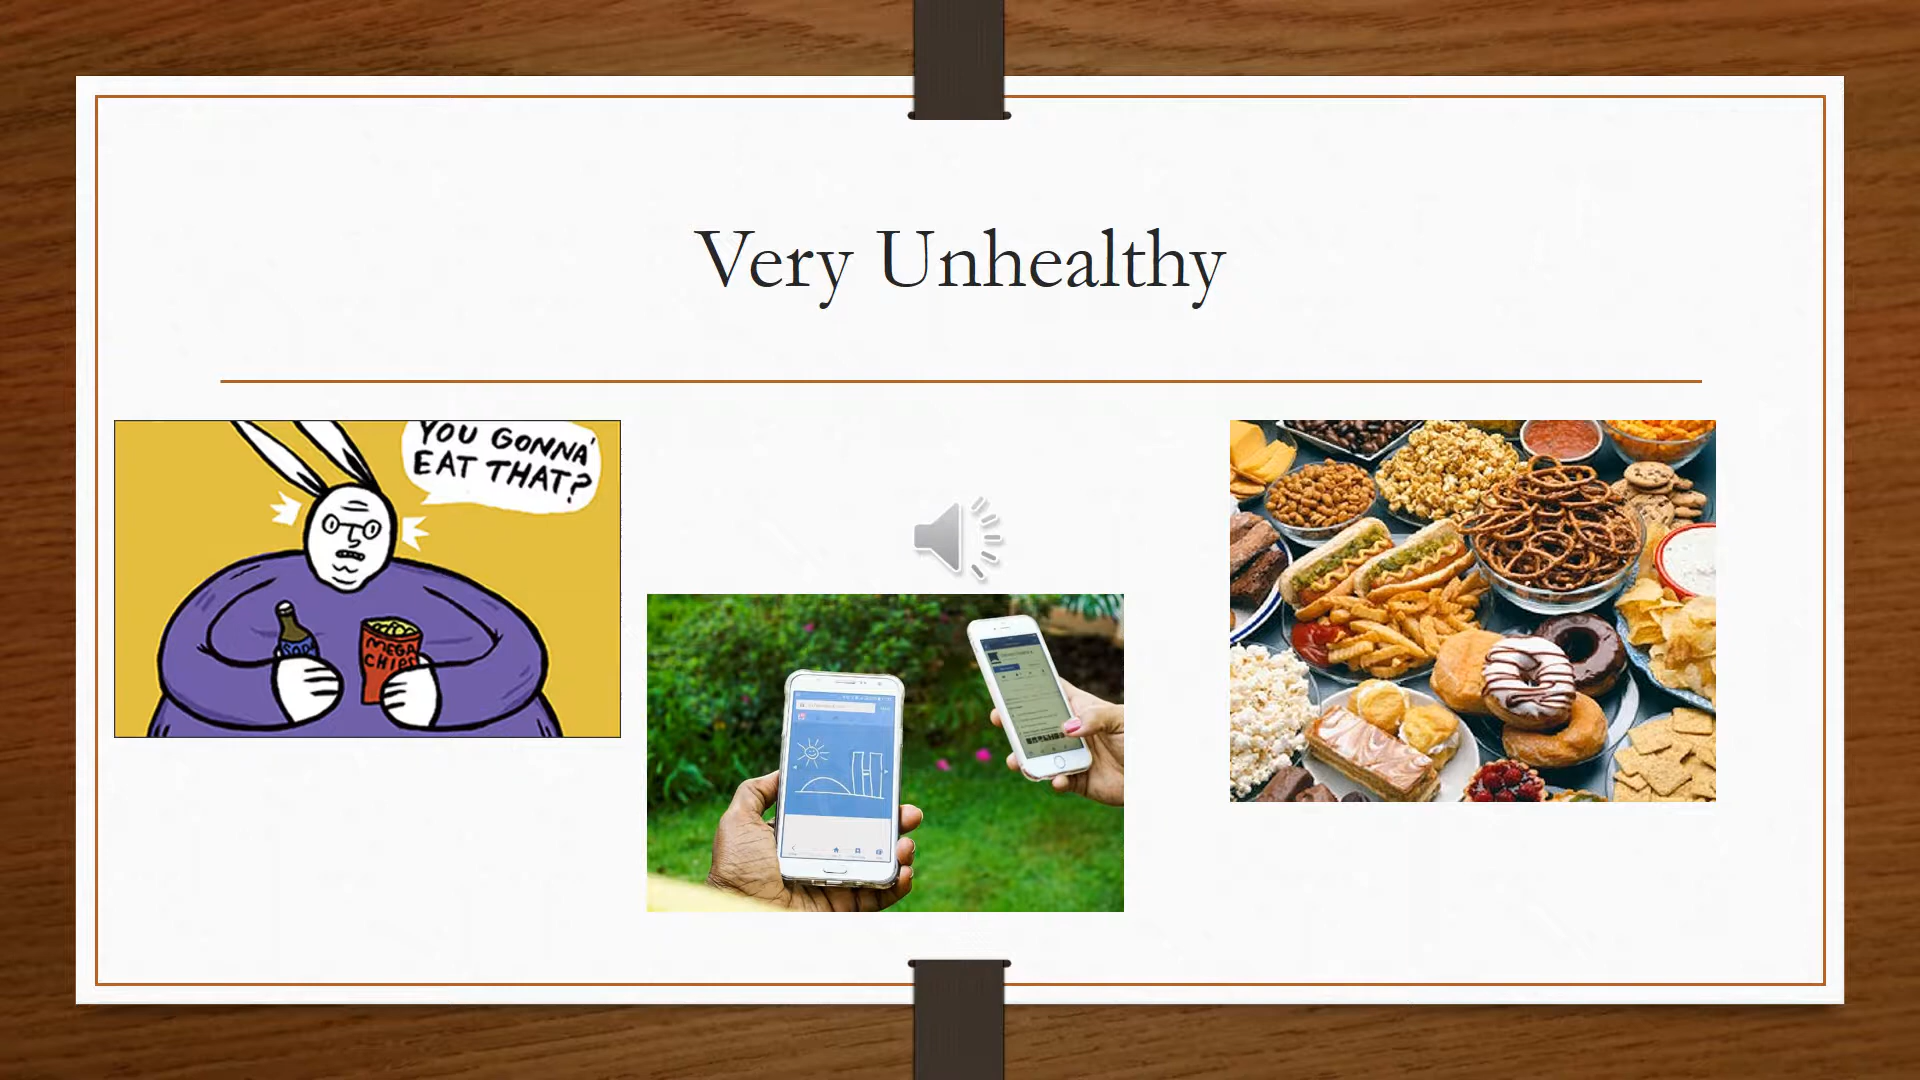 Very Unhealthy
YOU GONNA'
EAT THAT?
SODA
MEGA
CHIPS